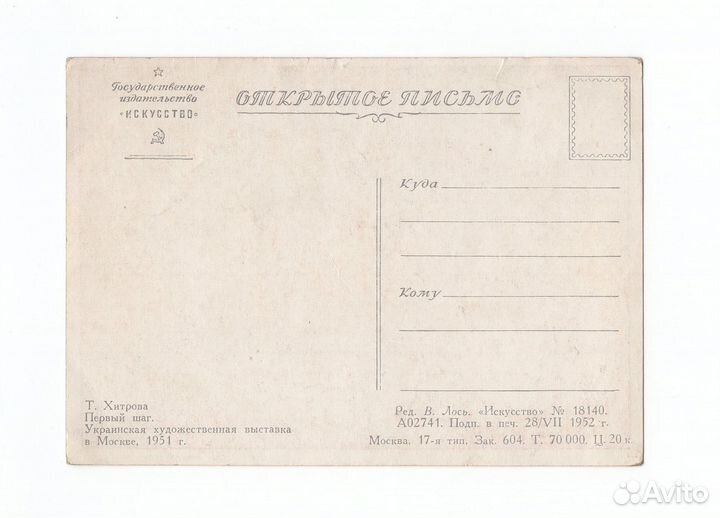 Государственное
издательство
«ИСКУССТВО»
ОТКРЫТОЕ ПИСЬМО
Куда
Кому
Т. Хитрова
Первый шаг.
Украинская художественная выставка
в Москве, 1951 г.
Ред. В. Лось. «Искусство» № 18140.
А02741. Подп. в печ. 28/VII 1952 г.
Москва. 17-я тип. Зак. 604. Т. 70 000. Ц. 20 к.
Avito